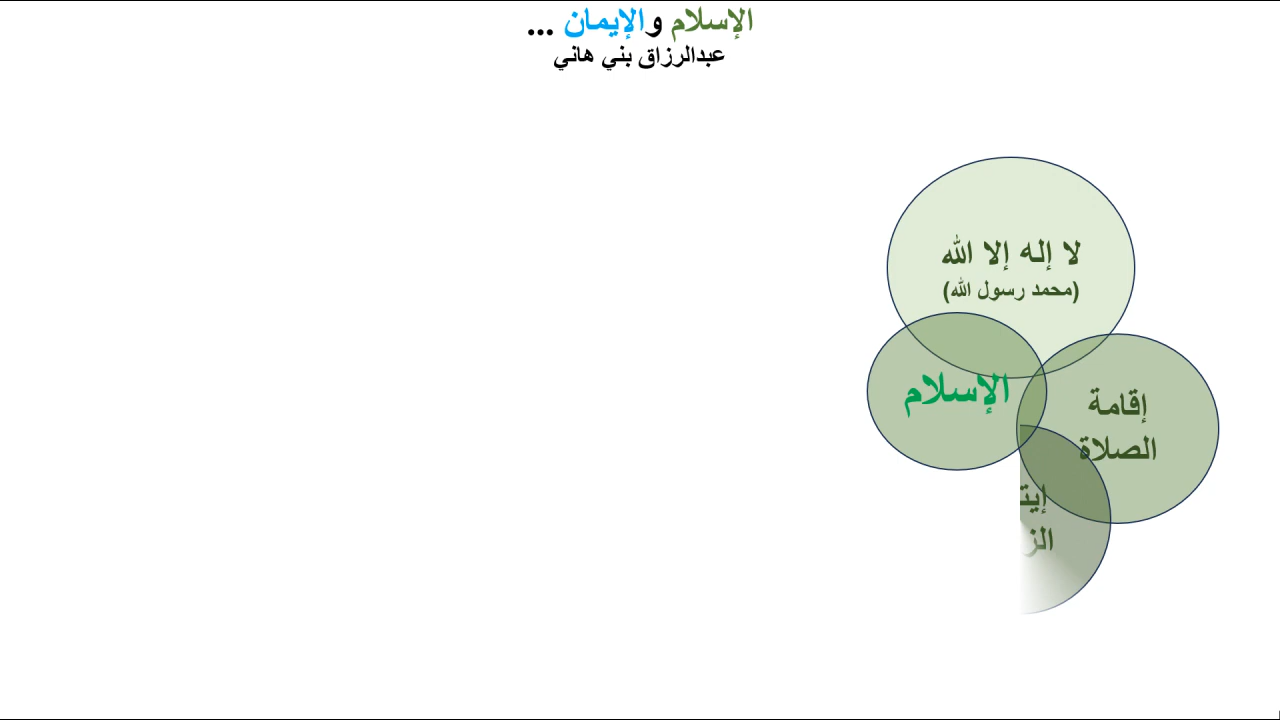 الإسلام والإيمان ...
عبدالرزاق بني هاني
لا إله إلا الله
(محمد رسول الله)
الإسلام
إقامة
الصلاة